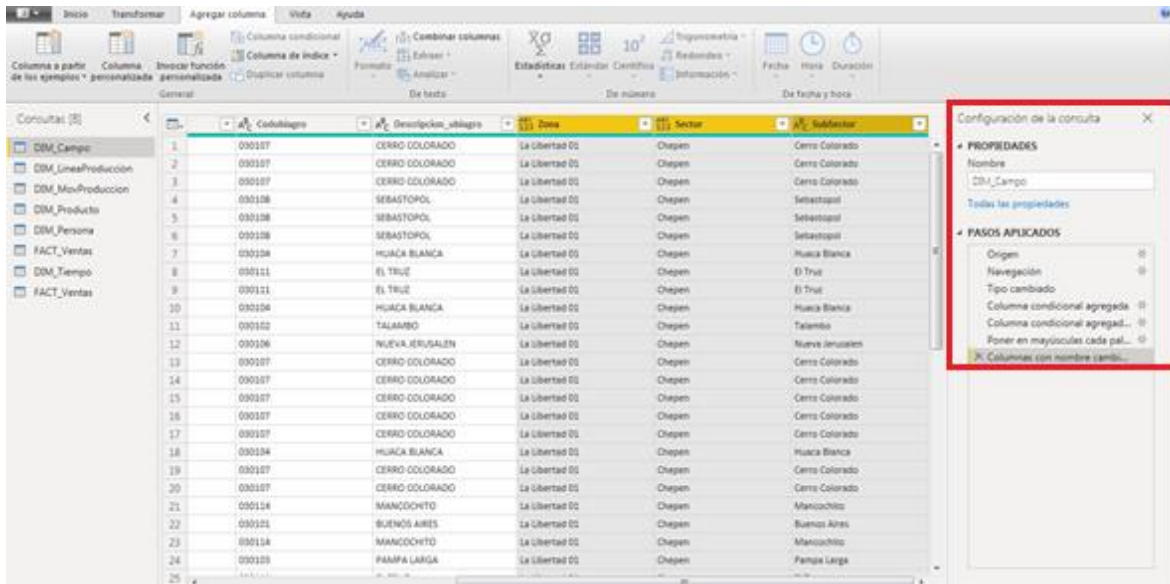 Inicio Transformar Agregar columna Vista Ayuda
Columna a partir de los ejemplos
Columna personalizada
Invocar función personalizada
Columna condicional
Columna de índice
Duplicar columna
General
Formato
Combinar columnas
Extraer
Analizar
De texto
Estadísticas
Estándar
Científica
10²
Trigonometría
Redondeo
Información
De número
Fecha
Hora
Duración
De fecha y hora
Consultas [8]
DIM_Campo
DIM_LineaProduccion
DIM_MovProduccion
DIM_Producto
DIM_Persona
FACT_Ventas
DIM_Tiempo
FACT_Ventas
Codubiagro Descripcion_ubiagro Zona Sector Subsector
1 030107 CERRO COLORADO La Libertad 01 Chepen Cerro Colorado
2 030107 CERRO COLORADO La Libertad 01 Chepen Cerro Colorado
3 030107 CERRO COLORADO La Libertad 01 Chepen Cerro Colorado
4 030108 SEBASTOPOL La Libertad 01 Chepen Sebastopol
5 030108 SEBASTOPOL La Libertad 01 Chepen Sebastopol
6 030108 SEBASTOPOL La Libertad 01 Chepen Sebastopol
7 030104 HUACA BLANCA La Libertad 01 Chepen Huaca Blanca
8 030111 EL TRUZ La Libertad 01 Chepen El Truz
9 030111 EL TRUZ La Libertad 01 Chepen El Truz
10 030104 HUACA BLANCA La Libertad 01 Chepen Huaca Blanca
11 030102 TALAMBO La Libertad 01 Chepen Talambo
12 030106 NUEVA JERUSALEN La Libertad 01 Chepen Nueva Jerusalen
13 030107 CERRO COLORADO La Libertad 01 Chepen Cerro Colorado
14 030107 CERRO COLORADO La Libertad 01 Chepen Cerro Colorado
15 030107 CERRO COLORADO La Libertad 01 Chepen Cerro Colorado
16 030107 CERRO COLORADO La Libertad 01 Chepen Cerro Colorado
17 030107 CERRO COLORADO La Libertad 01 Chepen Cerro Colorado
18 030104 HUACA BLANCA La Libertad 01 Chepen Huaca Blanca
19 030107 CERRO COLORADO La Libertad 01 Chepen Cerro Colorado
20 030107 CERRO COLORADO La Libertad 01 Chepen Cerro Colorado
21 030114 MANCOCHITO La Libertad 01 Chepen Mancochito
22 030101 BUENOS AIRES La Libertad 01 Chepen Buenos Aires
23 030114 MANCOCHITO La Libertad 01 Chepen Mancochito
24 030103 PAMPA LARGA La Libertad 01 Chepen Pampa Larga
25
Configuración de la consulta
PROPIEDADES
Nombre
DIM_Campo
Todas las propiedades
PASOS APLICADOS
Origen
Navegación
Tipo cambiado
Columna condicional agregada
Columna condicional agregad...
Poner en mayúsculas cada pal...
Columnas con nombre cambi...